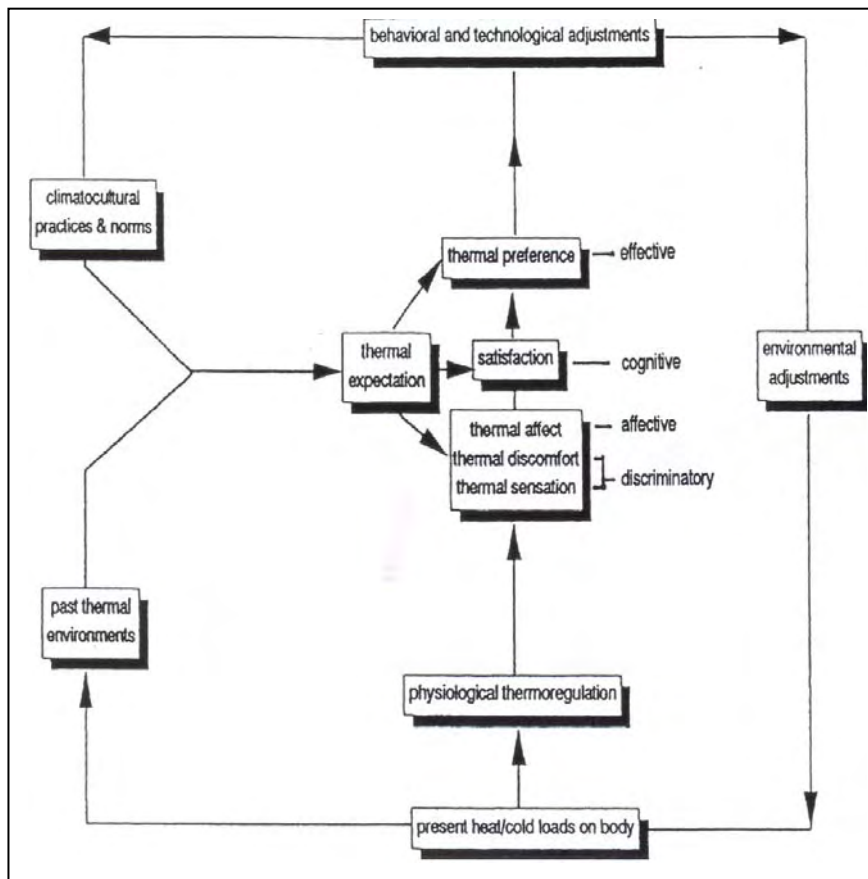 behavioral and technological adjustments
climatocultural
practices & norms
thermal preference
effective
thermal
expectation
satisfaction
cognitive
environmental
adjustments
thermal affect
affective
thermal discomfort
thermal sensation
discriminatory
past thermal
environments
physiological thermoregulation
present heat/cold loads on body